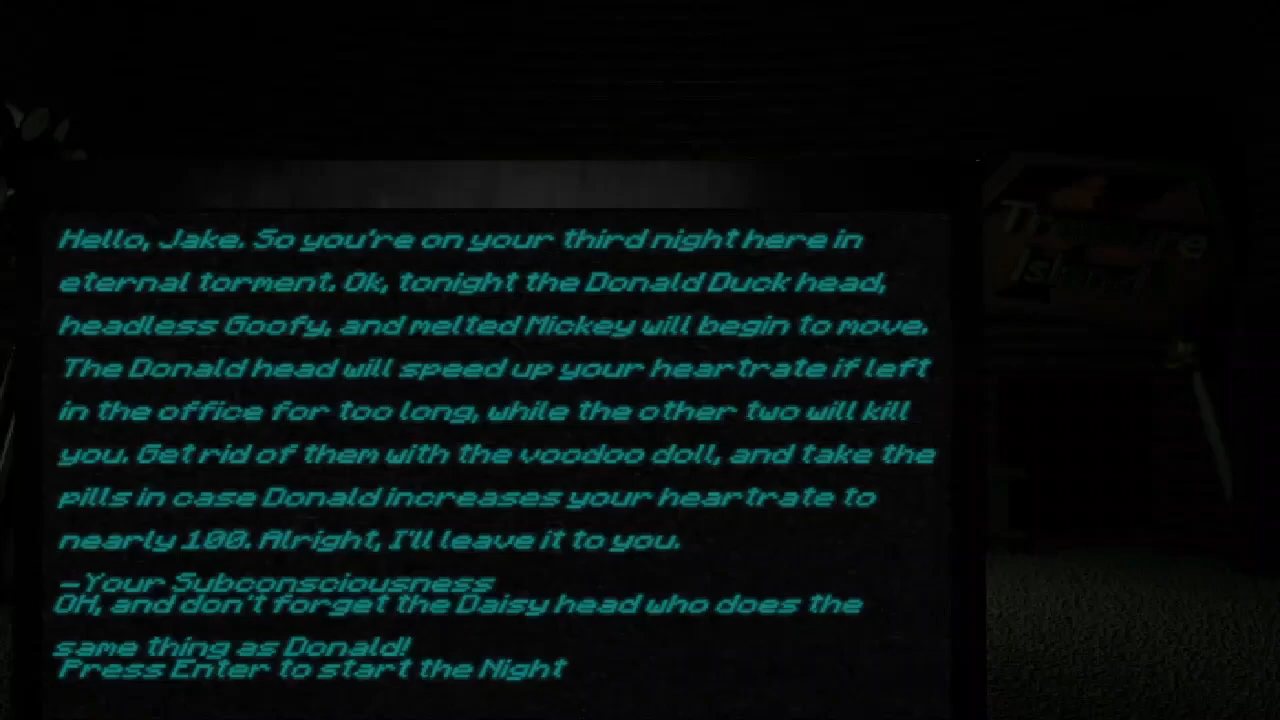 Hello, Jake. So you're on your third night here in
eternal torment. Ok, tonight the Donald Duck head,
headless Goofy, and melted Mickey will begin to move.
The Donald head will speed up your heartrate if left
in the office for too long, while the other two will kill
you. Get rid of them with the voodoo doll, and take the
pills in case Donald increases your heartrate to
nearly 100. Alright, I'll leave it to you.
-Your Subconsciousness
OH, and don't forget the Daisy head who does the
same thing as Donald!
Press Enter to start the Night
Treasure
Island